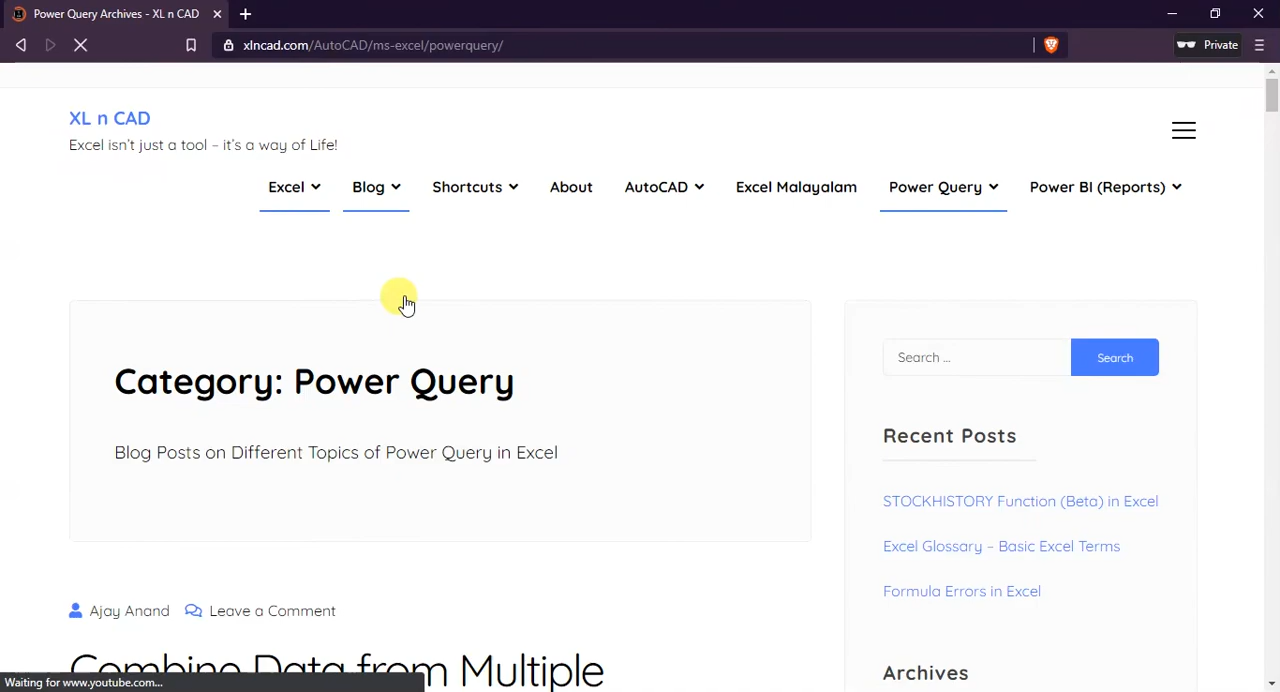 Power Query Archives - XL n CAD
xlncad.com/AutoCAD/ms-excel/powerquery/
Private
XL n CAD
Excel isn't just a tool – it's a way of Life!
Excel
Blog
Shortcuts
About
AutoCAD
Excel Malayalam
Power Query
Power BI (Reports)
Category: Power Query
Blog Posts on Different Topics of Power Query in Excel
Search ...
Search
Recent Posts
STOCKHISTORY Function (Beta) in Excel
Excel Glossary – Basic Excel Terms
Formula Errors in Excel
Archives
Ajay Anand
Leave a Comment
Combine Data from Multiple
Waiting for www.youtube.com...